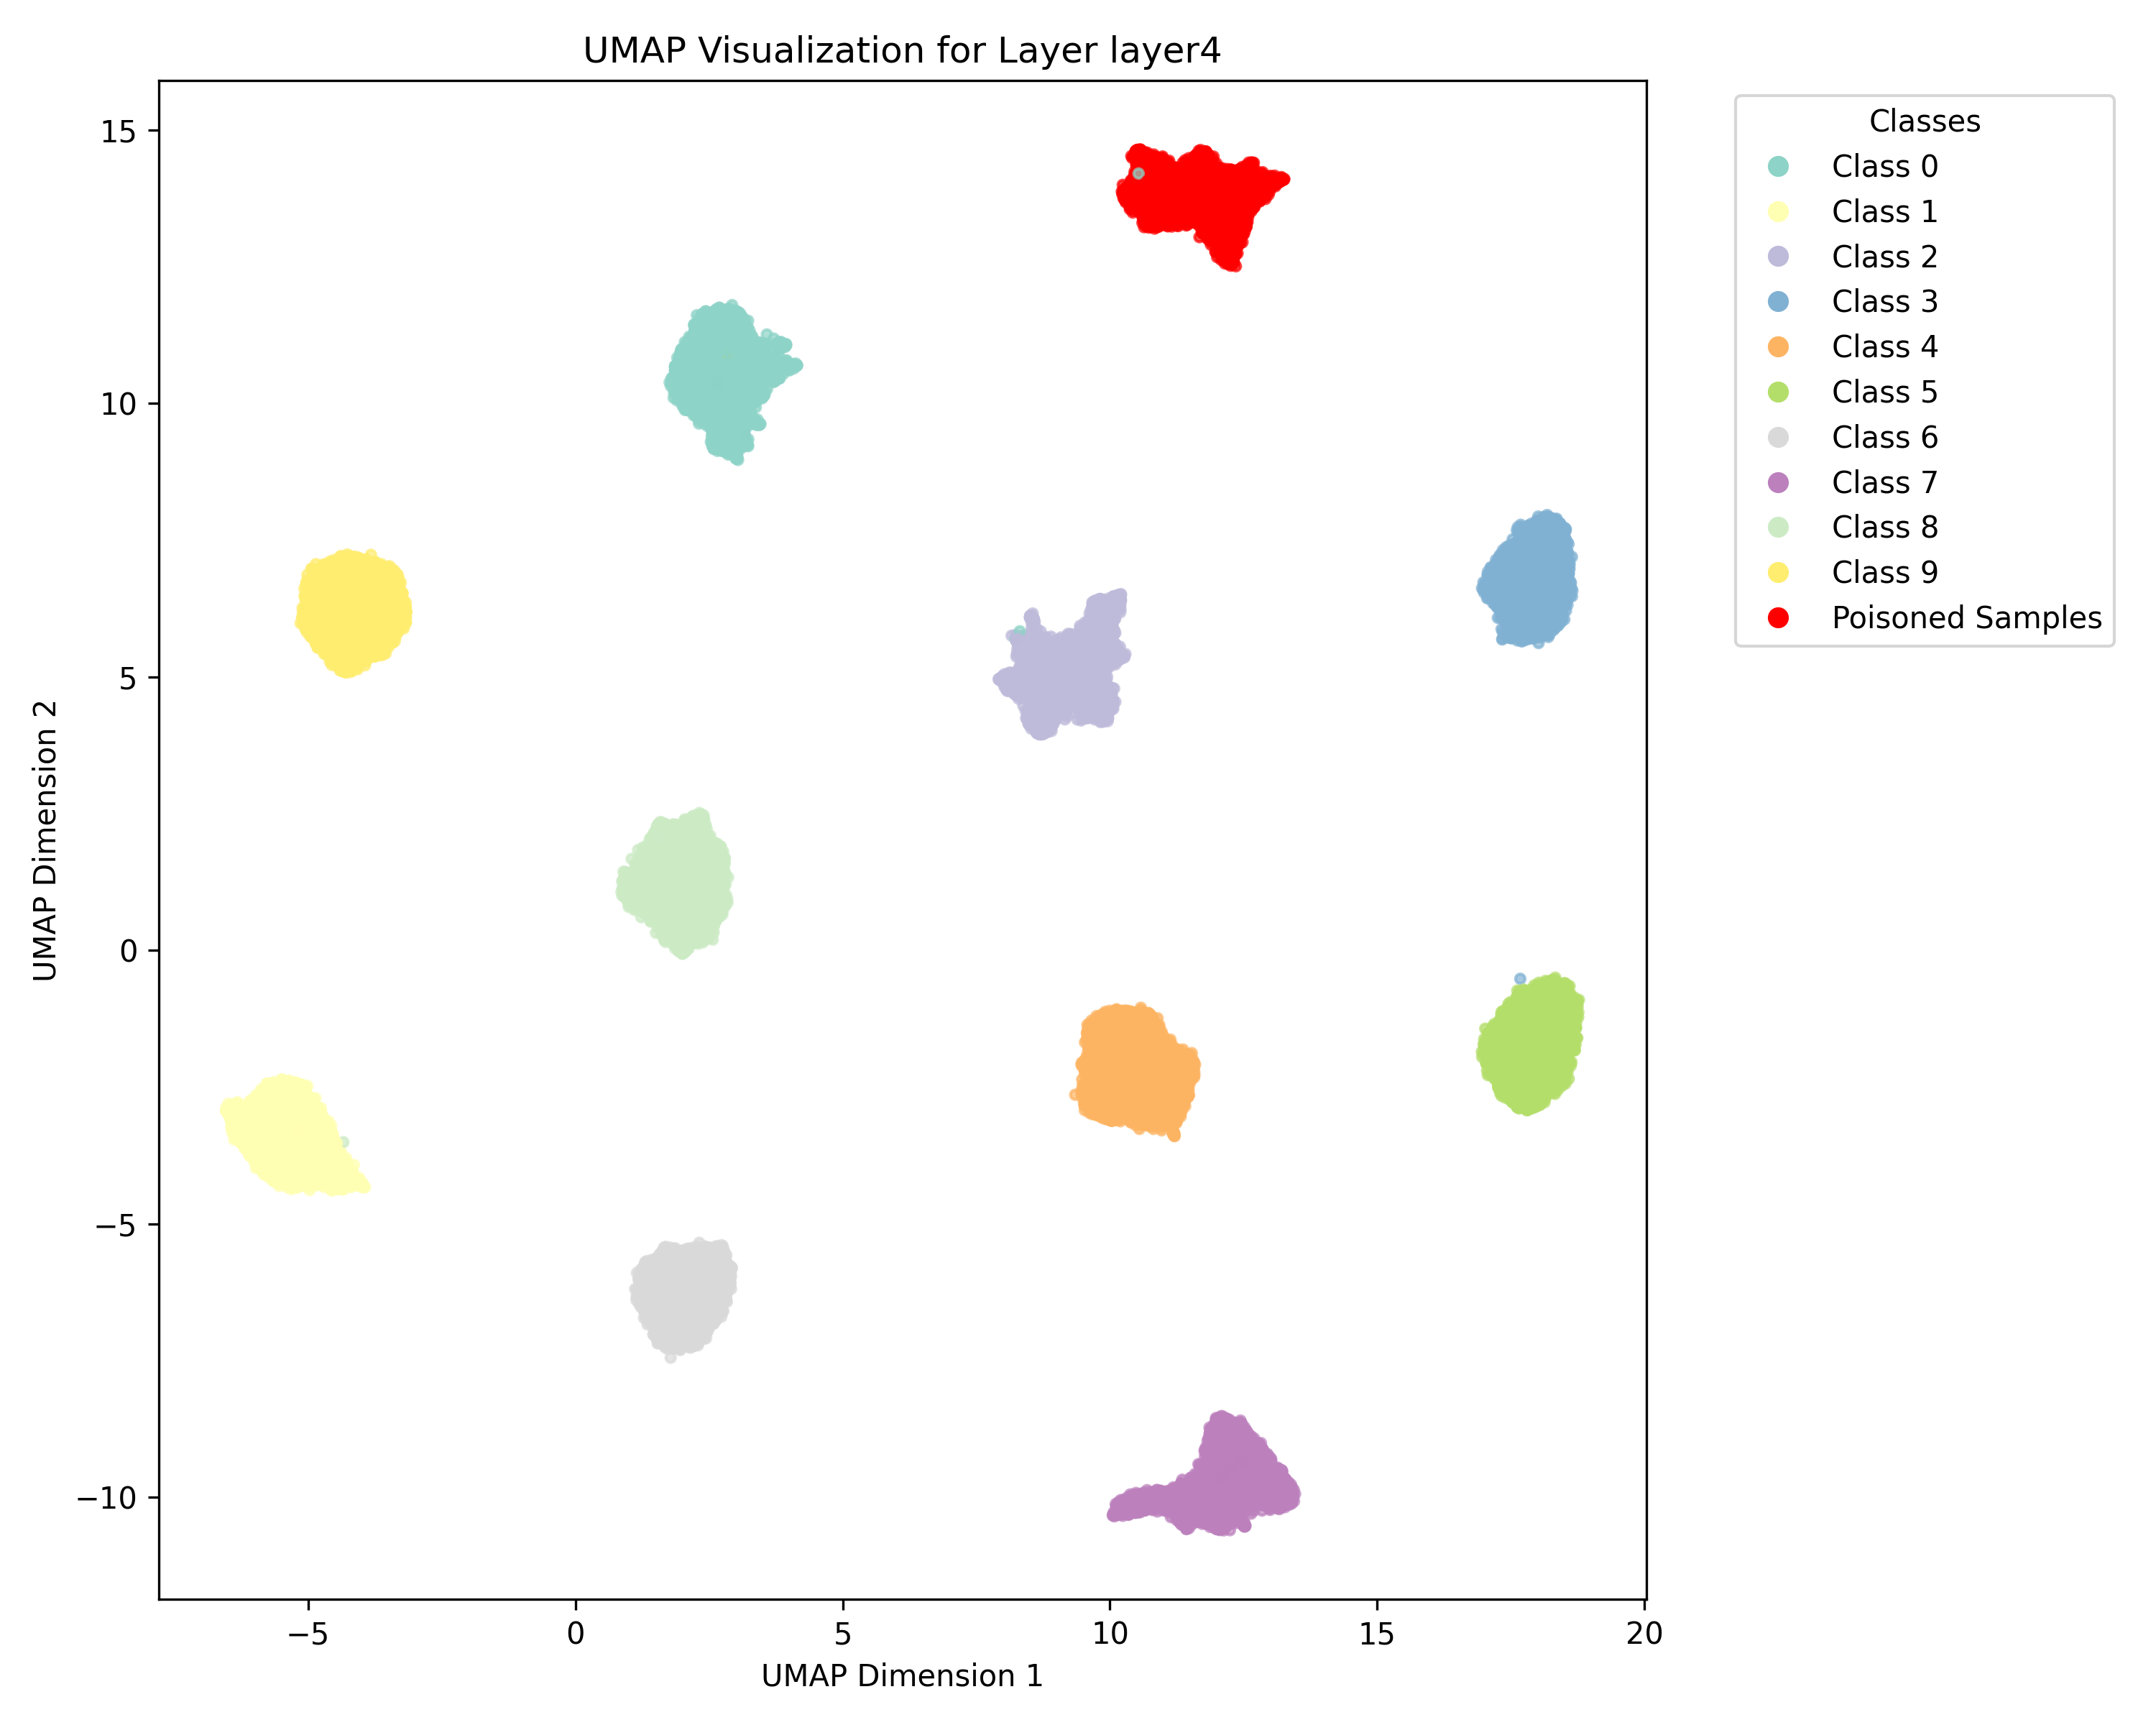 UMAP Visualization for Layer layer4
15
10
5
0
−5
−10
UMAP Dimension 2
−5
0
5
10
15
20
UMAP Dimension 1
Classes
Class 0
Class 1
Class 2
Class 3
Class 4
Class 5
Class 6
Class 7
Class 8
Class 9
Poisoned Samples